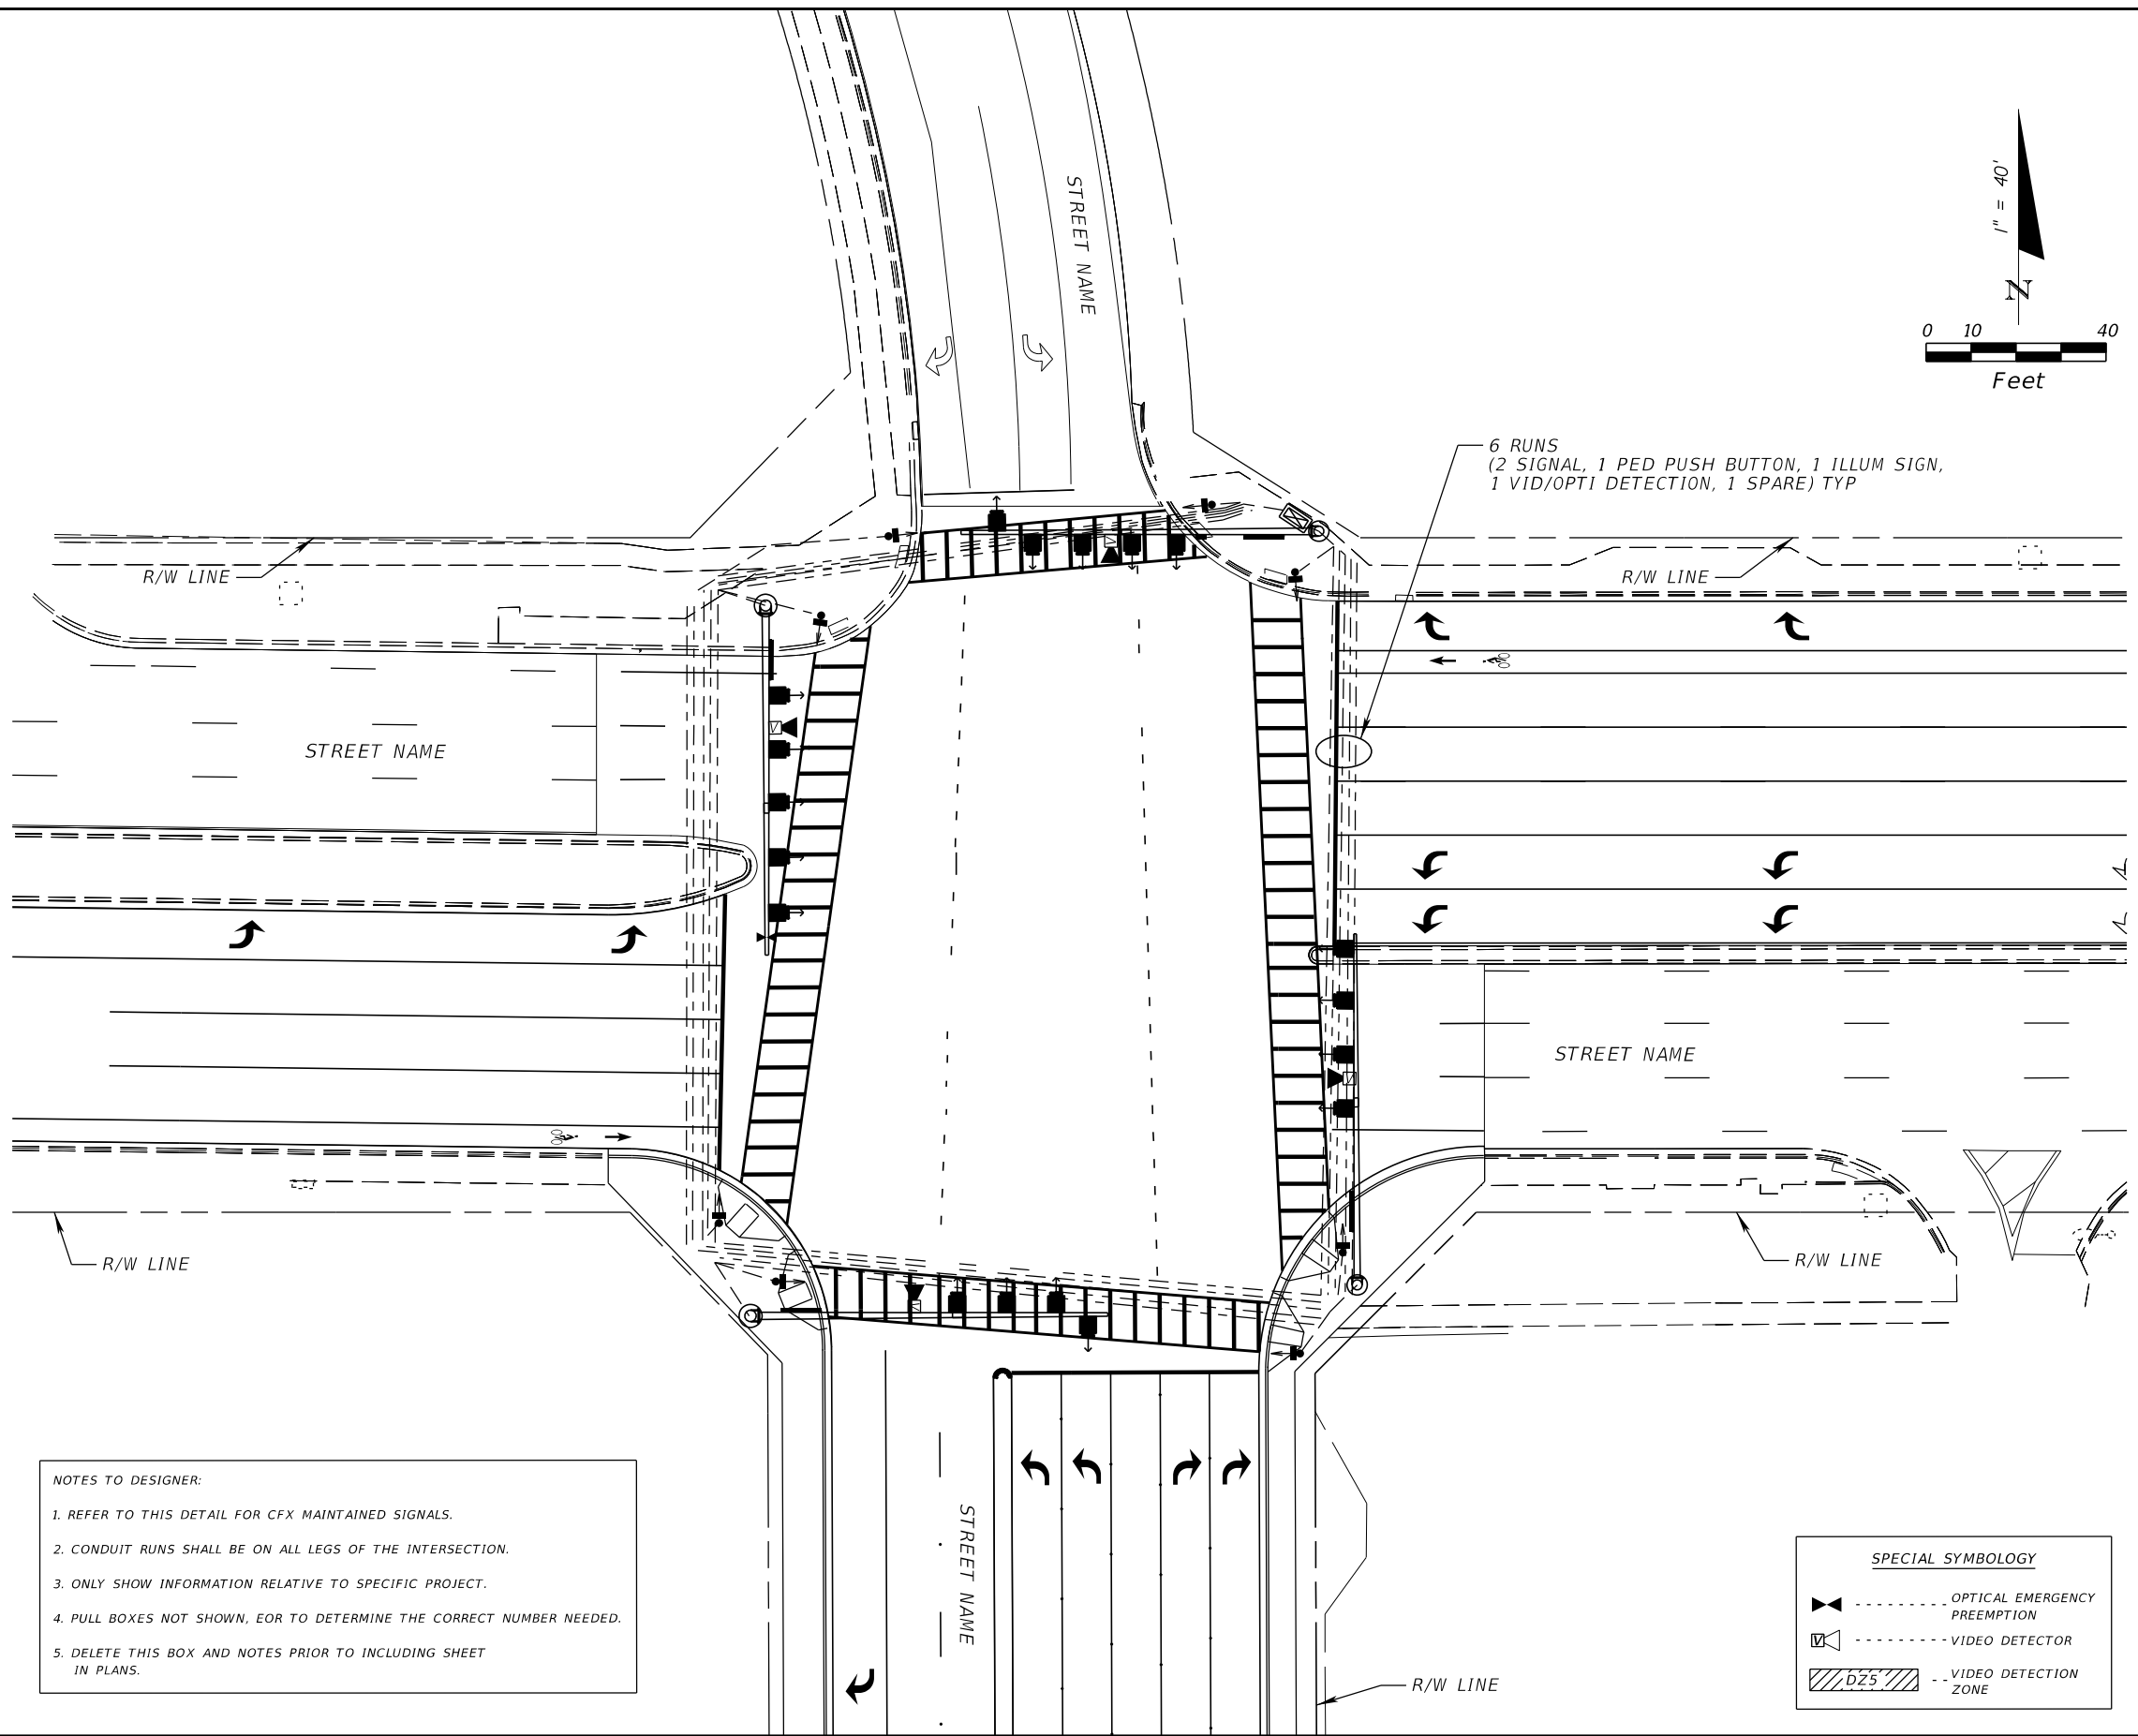 STREET NAME
1" = 40'
N
0 10 40
Feet
6 RUNS
(2 SIGNAL, 1 PED PUSH BUTTON, 1 ILLUM SIGN,
1 VID/OPTI DETECTION, 1 SPARE) TYP
R/W LINE
R/W LINE
STREET NAME
STREET NAME
R/W LINE
R/W LINE
STREET NAME
R/W LINE
NOTES TO DESIGNER:
1. REFER TO THIS DETAIL FOR CFX MAINTAINED SIGNALS.
2. CONDUIT RUNS SHALL BE ON ALL LEGS OF THE INTERSECTION.
3. ONLY SHOW INFORMATION RELATIVE TO SPECIFIC PROJECT.
4. PULL BOXES NOT SHOWN, EOR TO DETERMINE THE CORRECT NUMBER NEEDED.
5. DELETE THIS BOX AND NOTES PRIOR TO INCLUDING SHEET
IN PLANS.
SPECIAL SYMBOLOGY
OPTICAL EMERGENCY
PREEMPTION
V VIDEO DETECTOR
DZ5 VIDEO DETECTION
ZONE